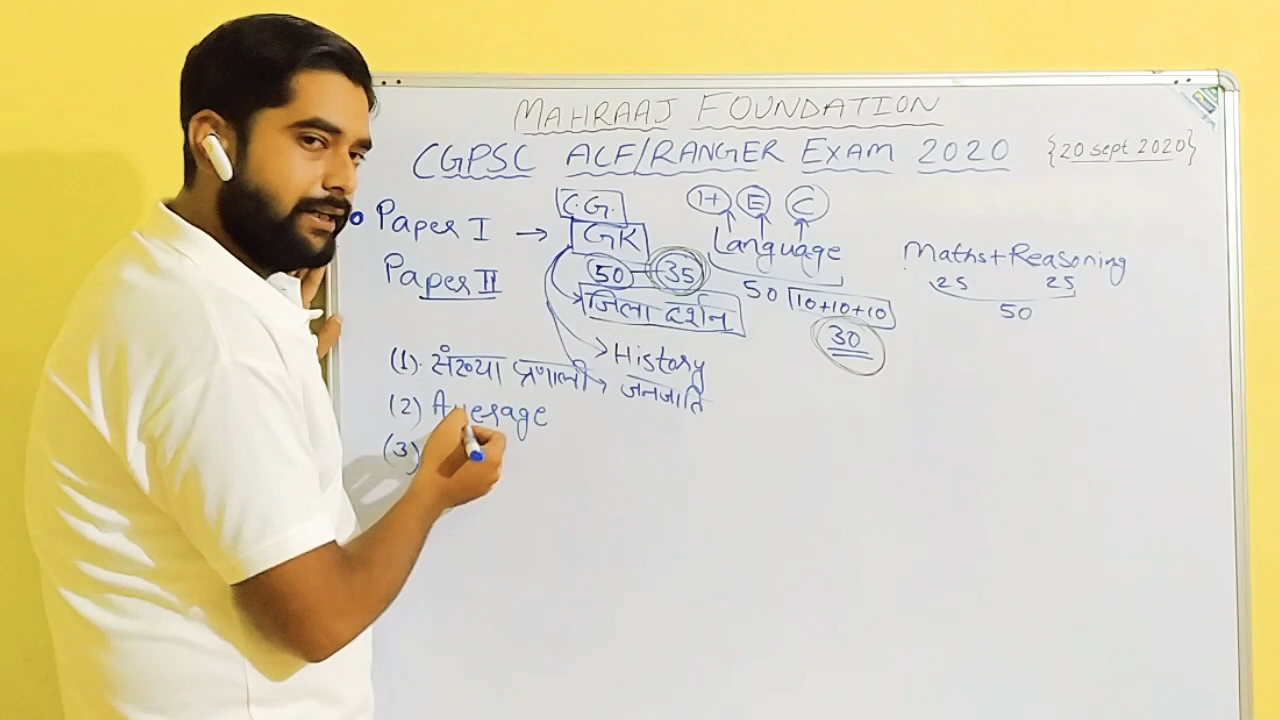 MAHRAAJ FOUNDATION
CGPSC ACF/RANGER EXAM 2020 {20 sept 2020}
C.G. H E C
Paper I → GK Language Maths+Reasoning
Paper II 50 35 50 10+10+10 25 25
जिला दर्शन 30 50
History
(1). संख्या प्रणाली जनजाति
(2) Average
(3)